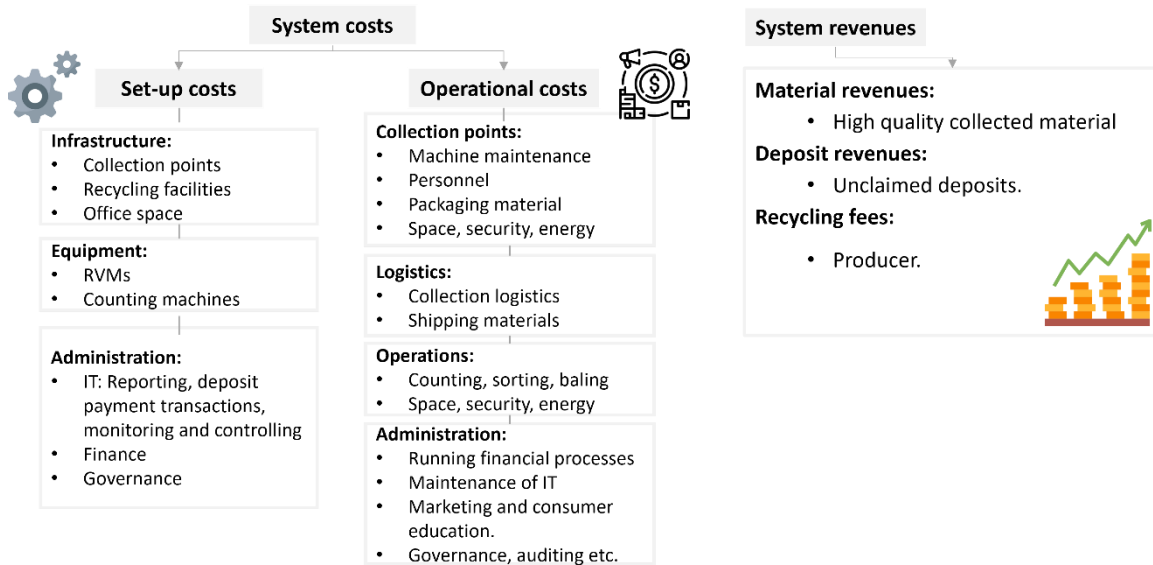 System costs
Set-up costs
Infrastructure:
• Collection points
• Recycling facilities
• Office space
Equipment:
• RVMs
• Counting machines
Administration:
• IT: Reporting, deposit
payment transactions,
monitoring and controlling
• Finance
• Governance
Operational costs
$
Collection points:
• Machine maintenance
• Personnel
• Packaging material
• Space, security, energy
Logistics:
• Collection logistics
• Shipping materials
Operations:
• Counting, sorting, baling
• Space, security, energy
Administration:
• Running financial processes
• Maintenance of IT
• Marketing and consumer
education.
• Governance, auditing etc.
System revenues
Material revenues:
• High quality collected material
Deposit revenues:
• Unclaimed deposits.
Recycling fees:
• Producer.